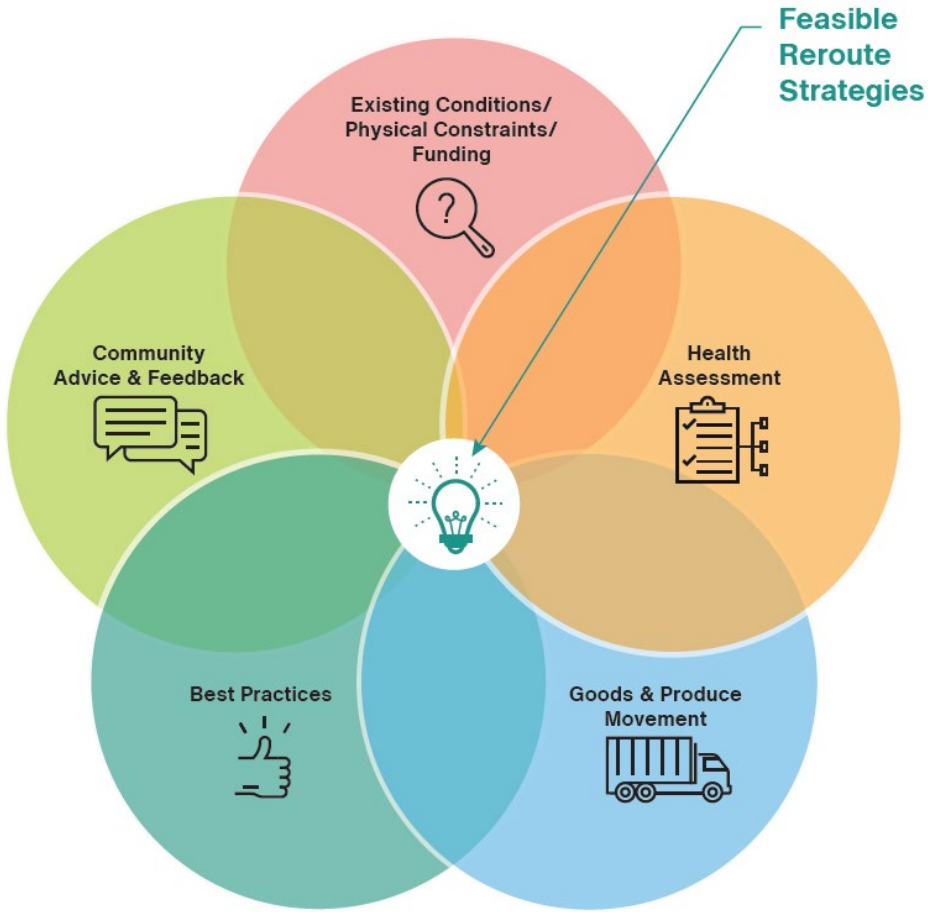 Feasible
Reroute
Strategies
Existing Conditions/
Physical Constraints/
Funding
?
Community
Advice & Feedback
Health
Assessment
Best Practices
Goods & Produce
Movement